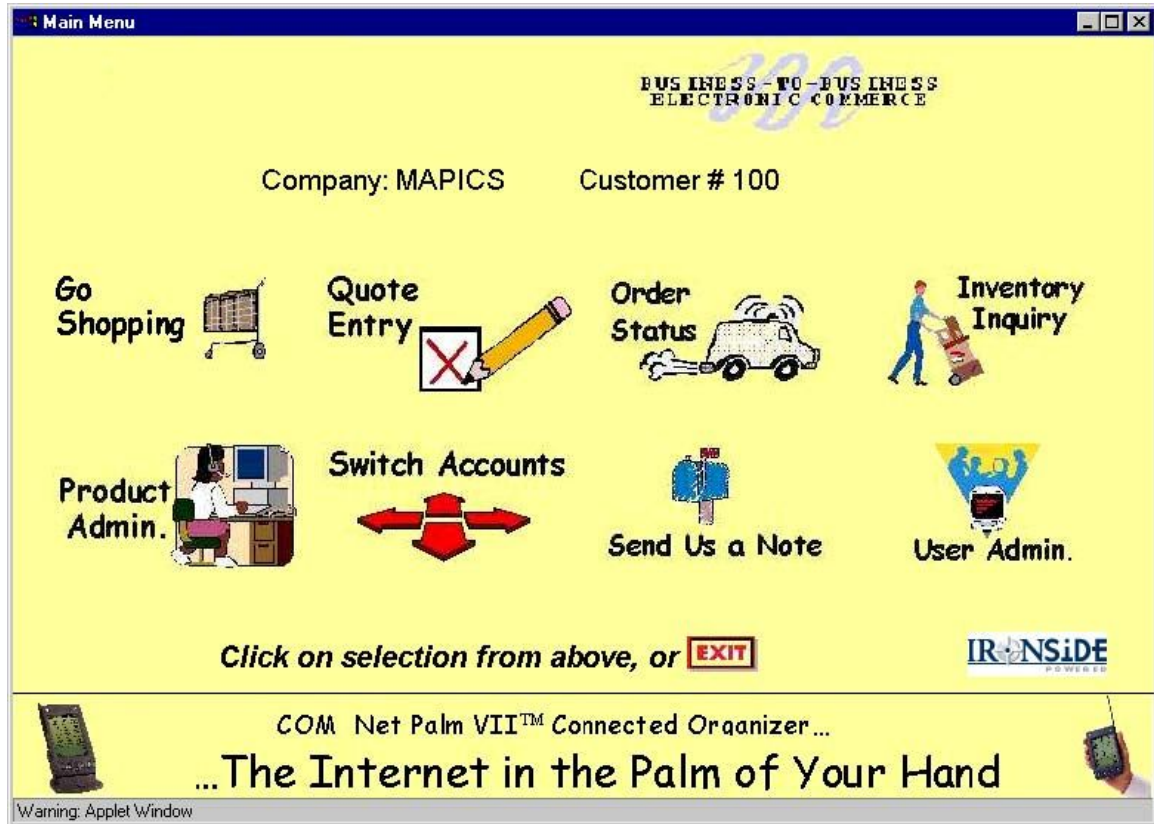 Main Menu
BUSINESS-TO-BUSINESS
ELECTRONIC COMMERCE
Company: MAPICS Customer # 100
Go
Shopping
Quote
Entry
Order
Status
Inventory
Inquiry
Product
Admin.
Switch Accounts
Send Us a Note
User Admin.
Click on selection from above, or EXIT
IRONSiDE
POWERED
COM Net Palm VII™ Connected Organizer...
...The Internet in the Palm of Your Hand
Warning: Applet Window